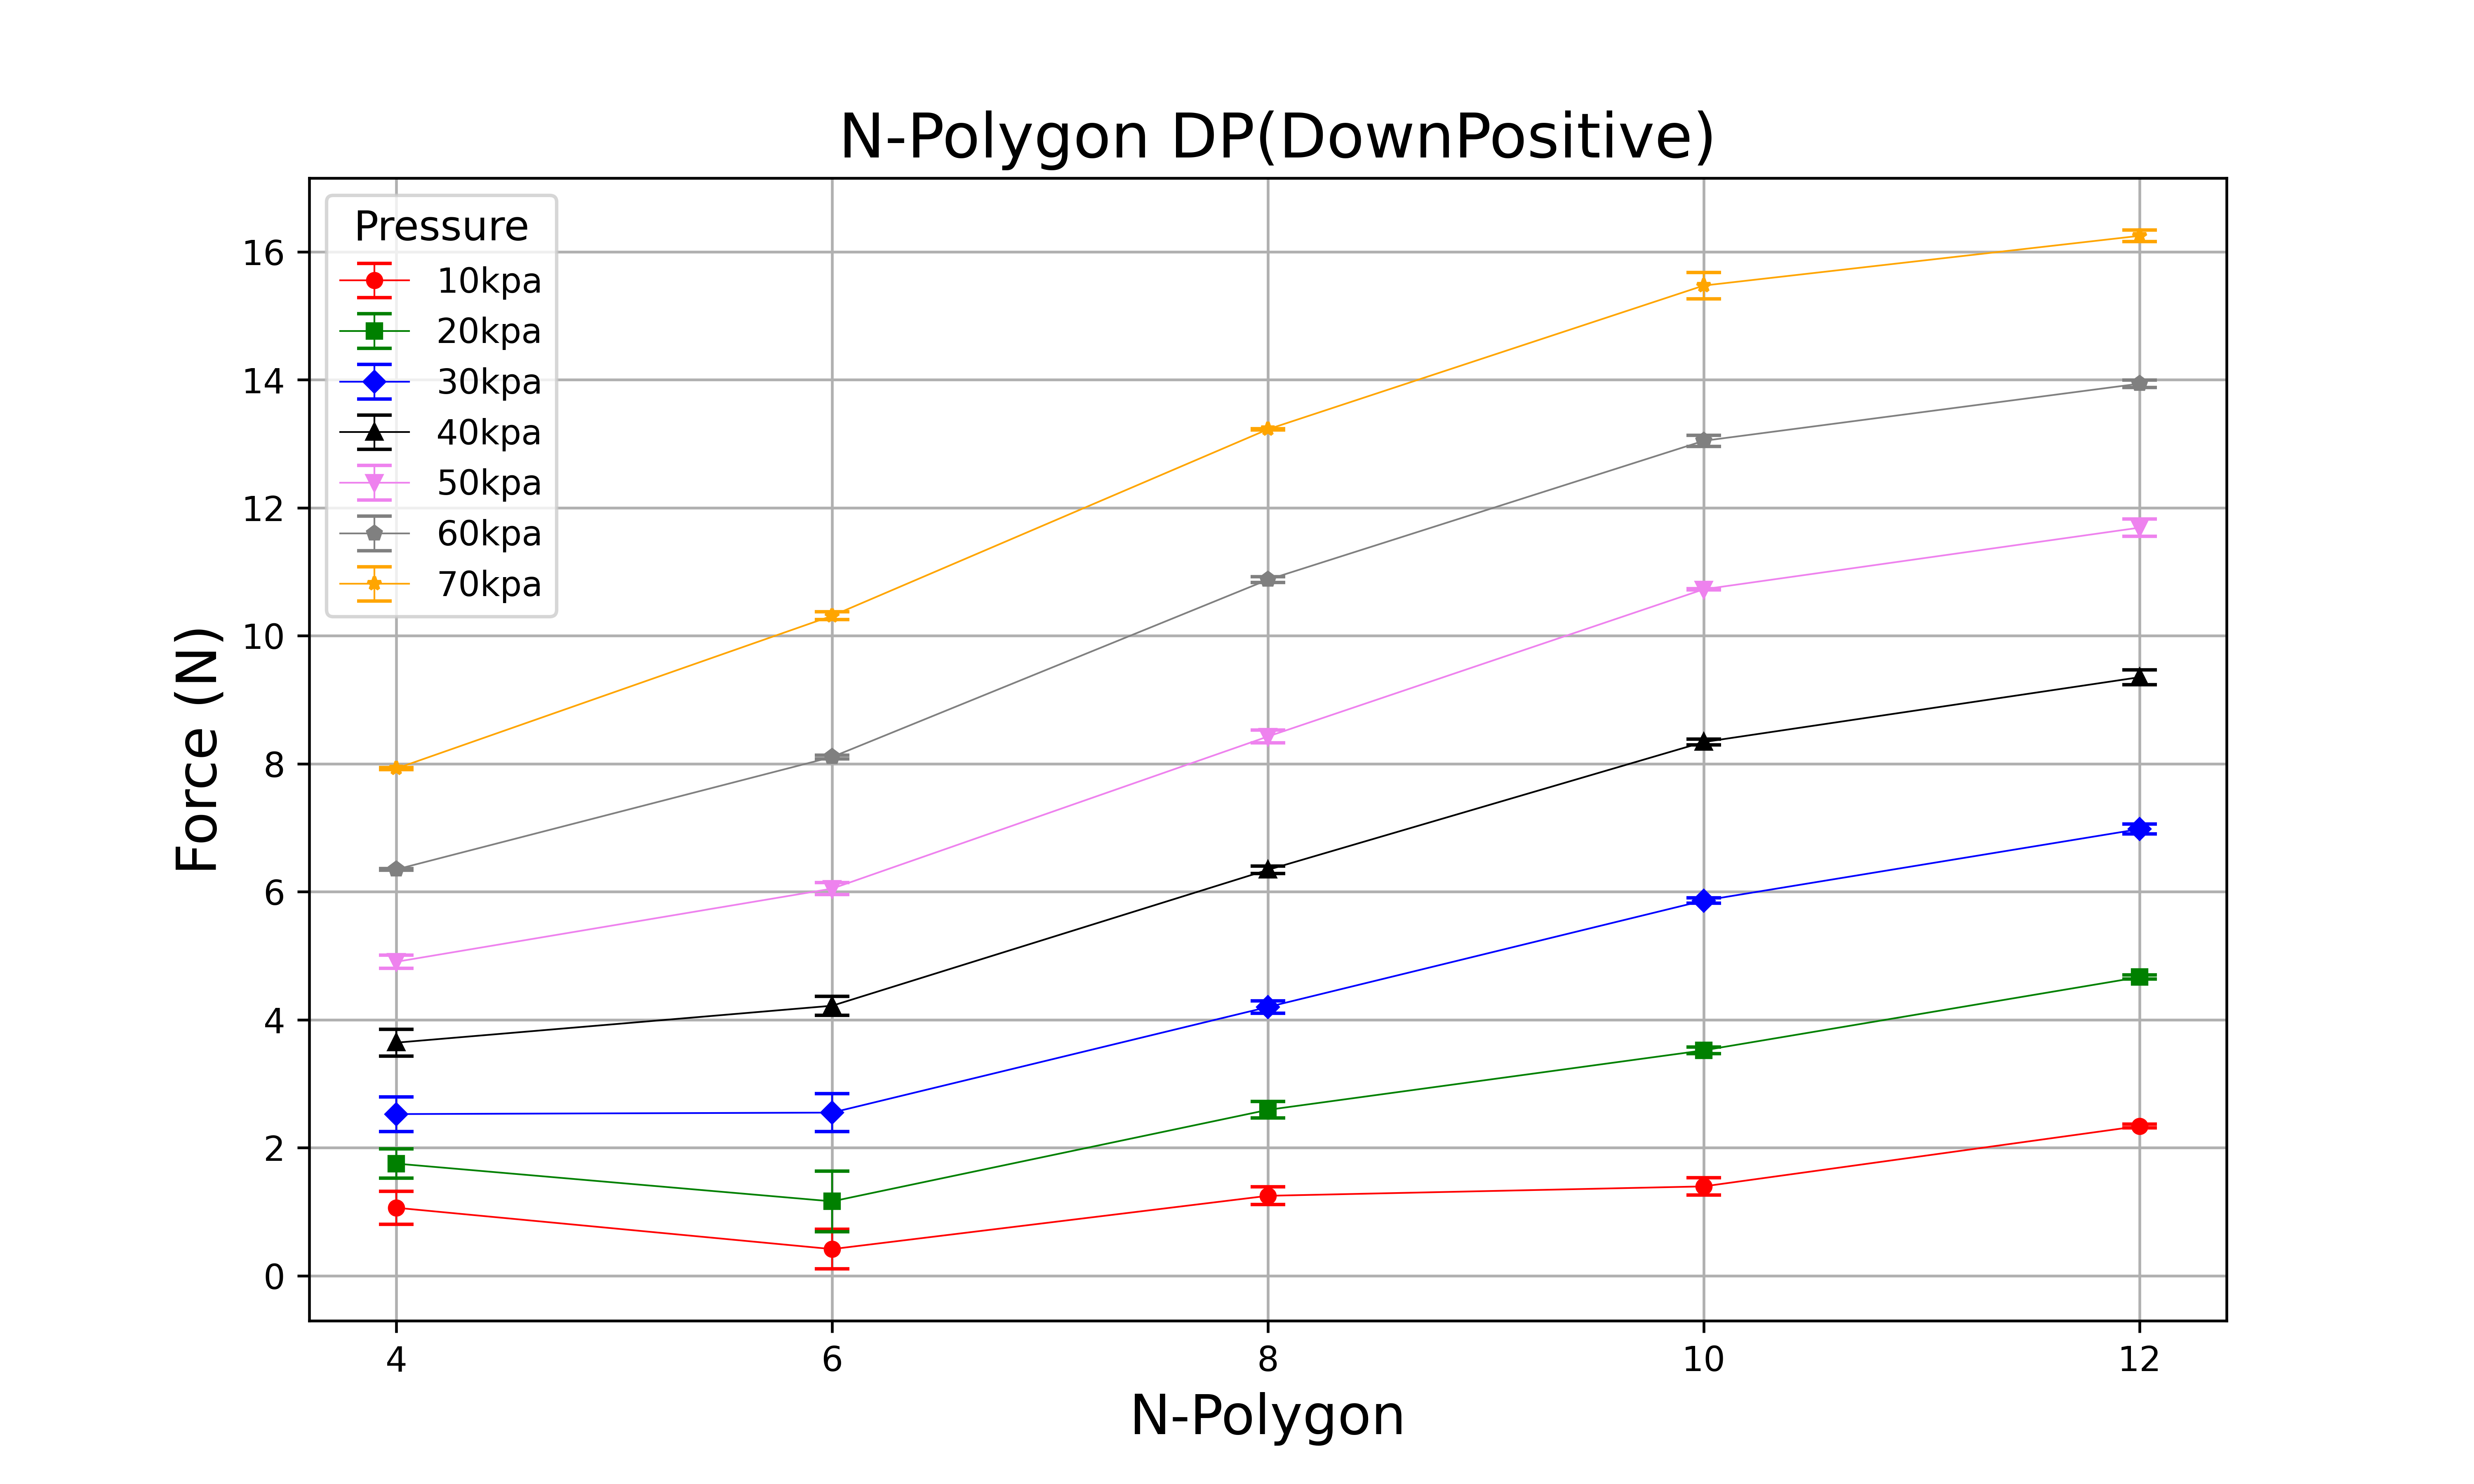 N-Polygon DP(DownPositive)
Pressure
10kpa
20kpa
30kpa
40kpa
50kpa
60kpa
70kpa
Force (N)
16
14
12
10
8
6
4
2
0
4 6 8 10 12
N-Polygon